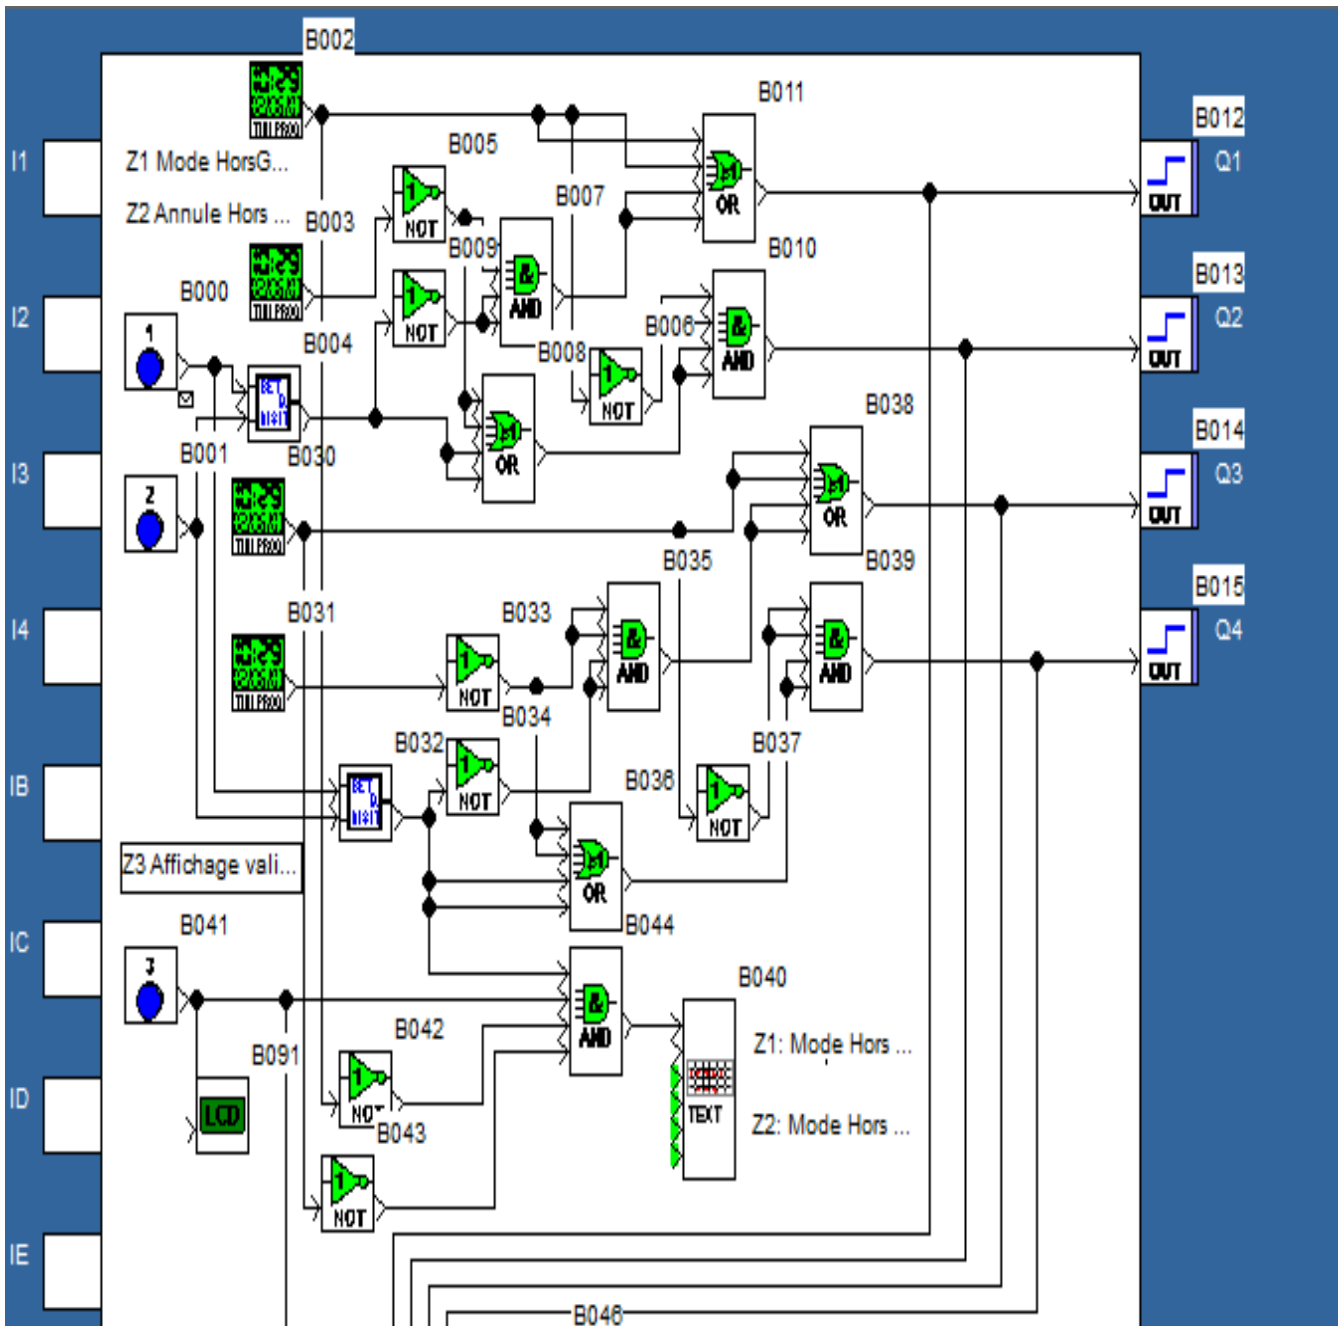 B002
B011
B012
I1
Q1
Z1 Mode HorsG...
B005
OUT
NOT
OR
Z2 Annule Hors ...
B003
B007
B009
B010
B013
I2
Q2
B000
1
AND
B004
B008
B006
AND
OUT
NOT
NOT
B038
B001
B030
OR
B014
I3
Q3
2
OR
OUT
B035
B039
B031
B033
B015
I4
Q4
AND
AND
OUT
NOT
B034
B032
B037
IB
B036
NOT
NOT
Z3 Affichage vali...
OR
B044
IC
B041
3
B040
B042
AND
Z1: Mode Hors ...
B091
ID
LCD
NOT
B043
TEXT
Z2: Mode Hors ...
NOT
IE
B046